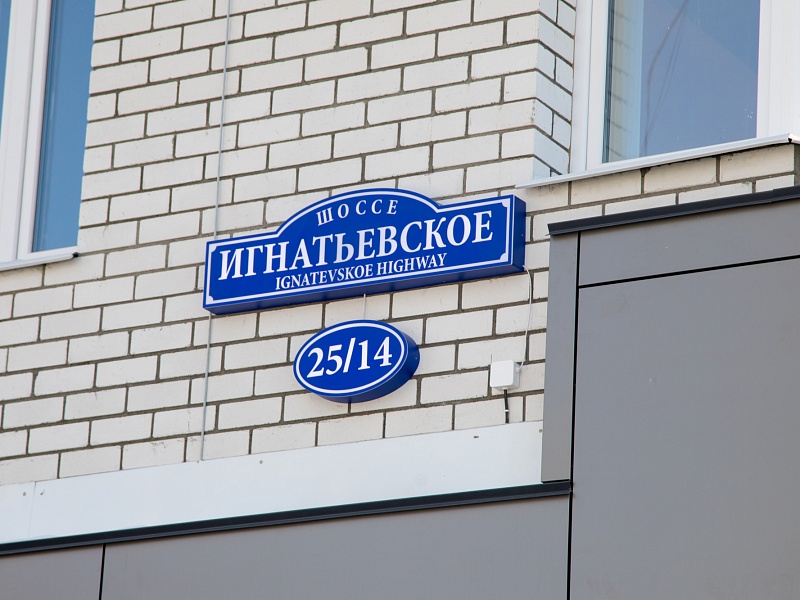 ШОССЕ
ИГНАТЬЕВСКОЕ
IGNATEVSKOE HIGHWAY
25/14